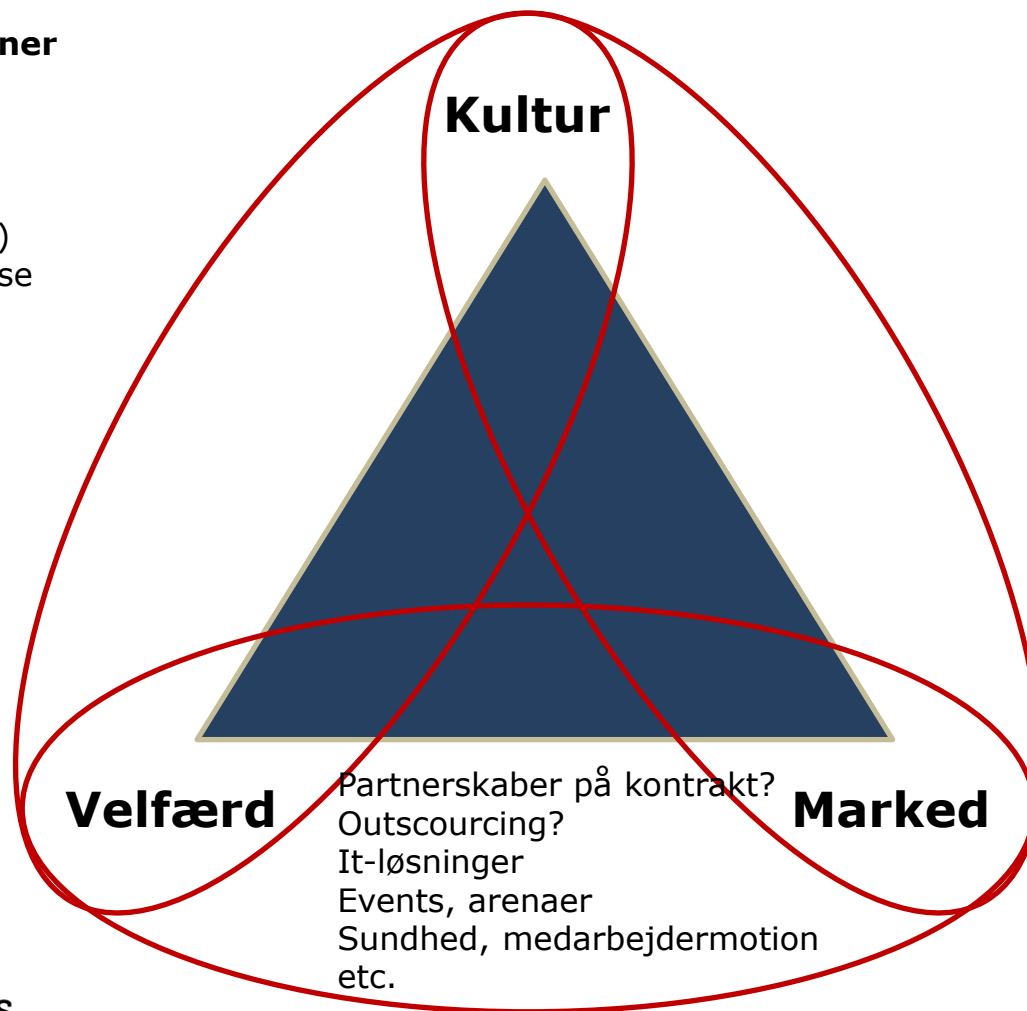 ner
Kultur
)
se
Velfærd
Partnerskaber på kontrakt?
Outscourcing?
It-løsninger
Events, arenaer
Sundhed, medarbejdermotion
etc.
Marked
s